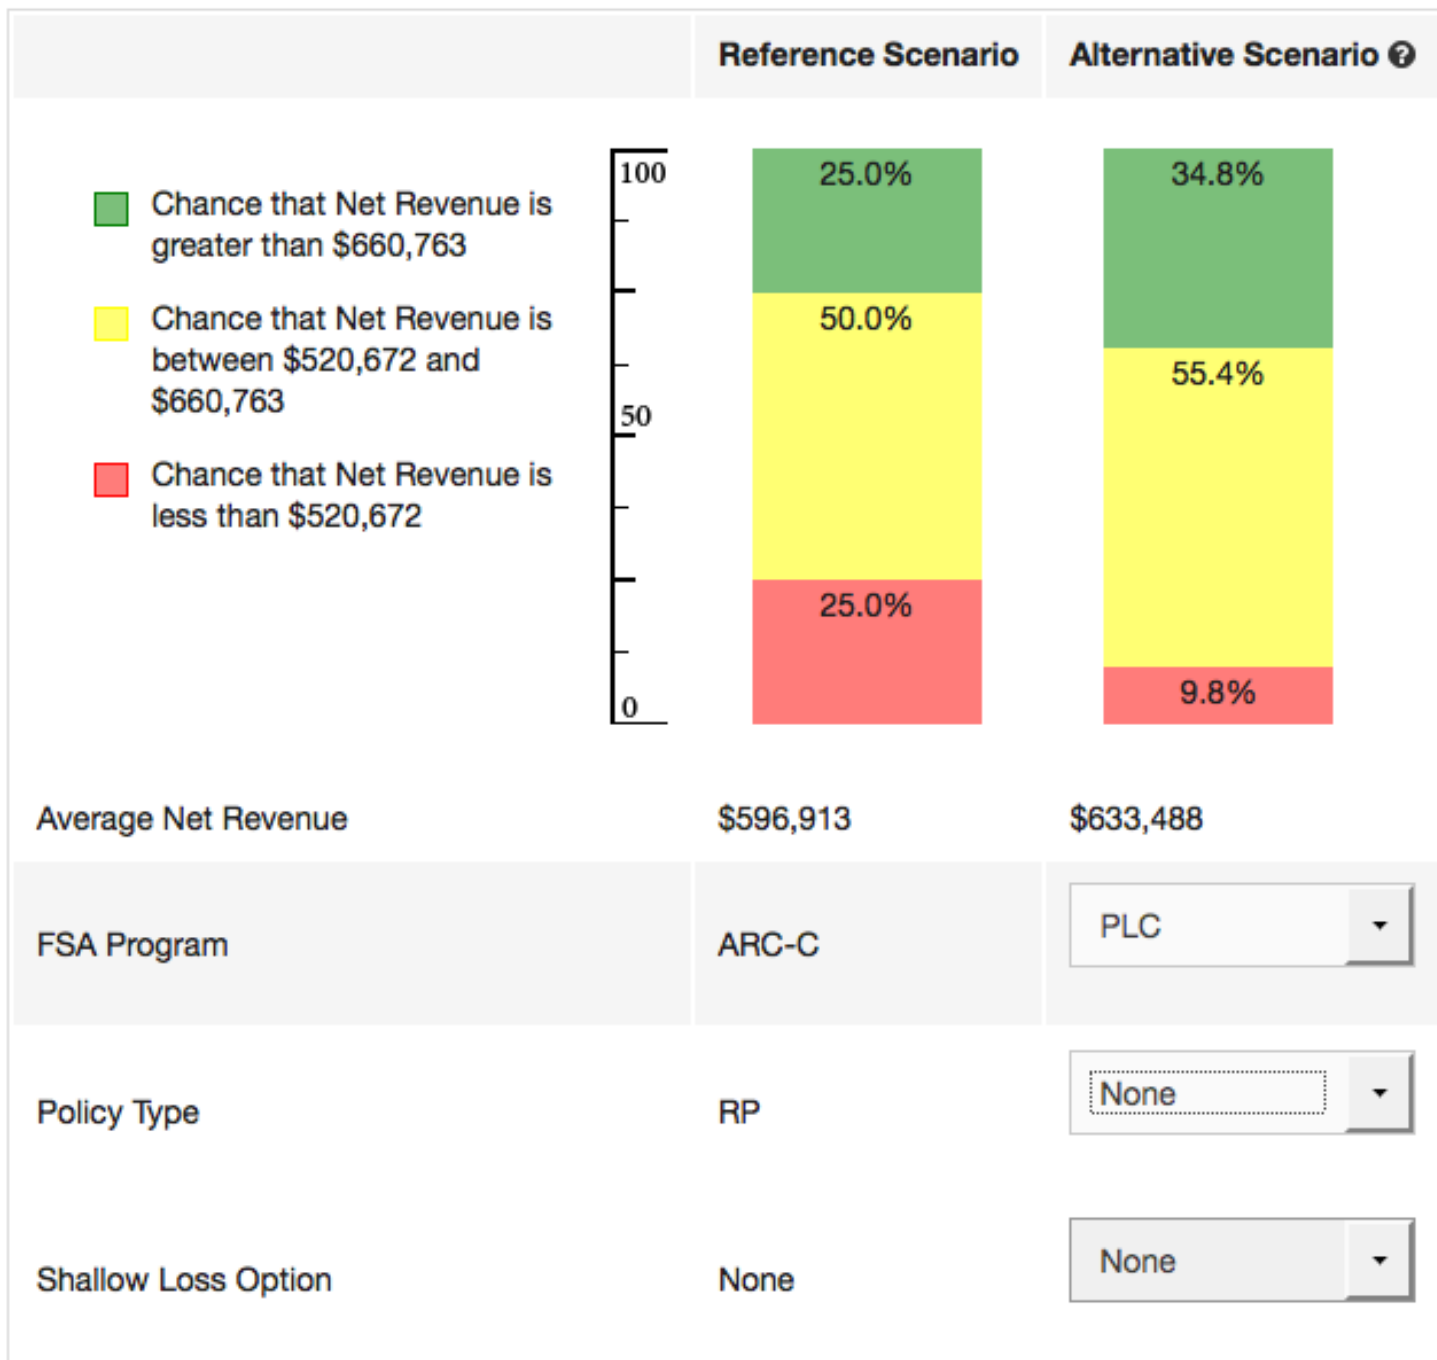 Reference Scenario
Alternative Scenario ?
Chance that Net Revenue is
greater than $660,763
Chance that Net Revenue is
between $520,672 and
$660,763
Chance that Net Revenue is
less than $520,672
100
50
0
25.0%
50.0%
25.0%
34.8%
55.4%
9.8%
Average Net Revenue
$596,913
$633,488
FSA Program
ARC-C
PLC
Policy Type
RP
None
Shallow Loss Option
None
None